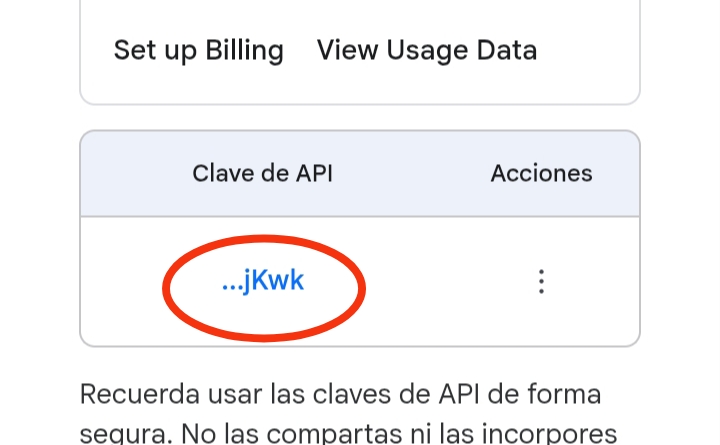 Set up Billing View Usage Data
Clave de API Acciones
...jKwk
Recuerda usar las claves de API de forma
segura. No las compartas ni las incorpores